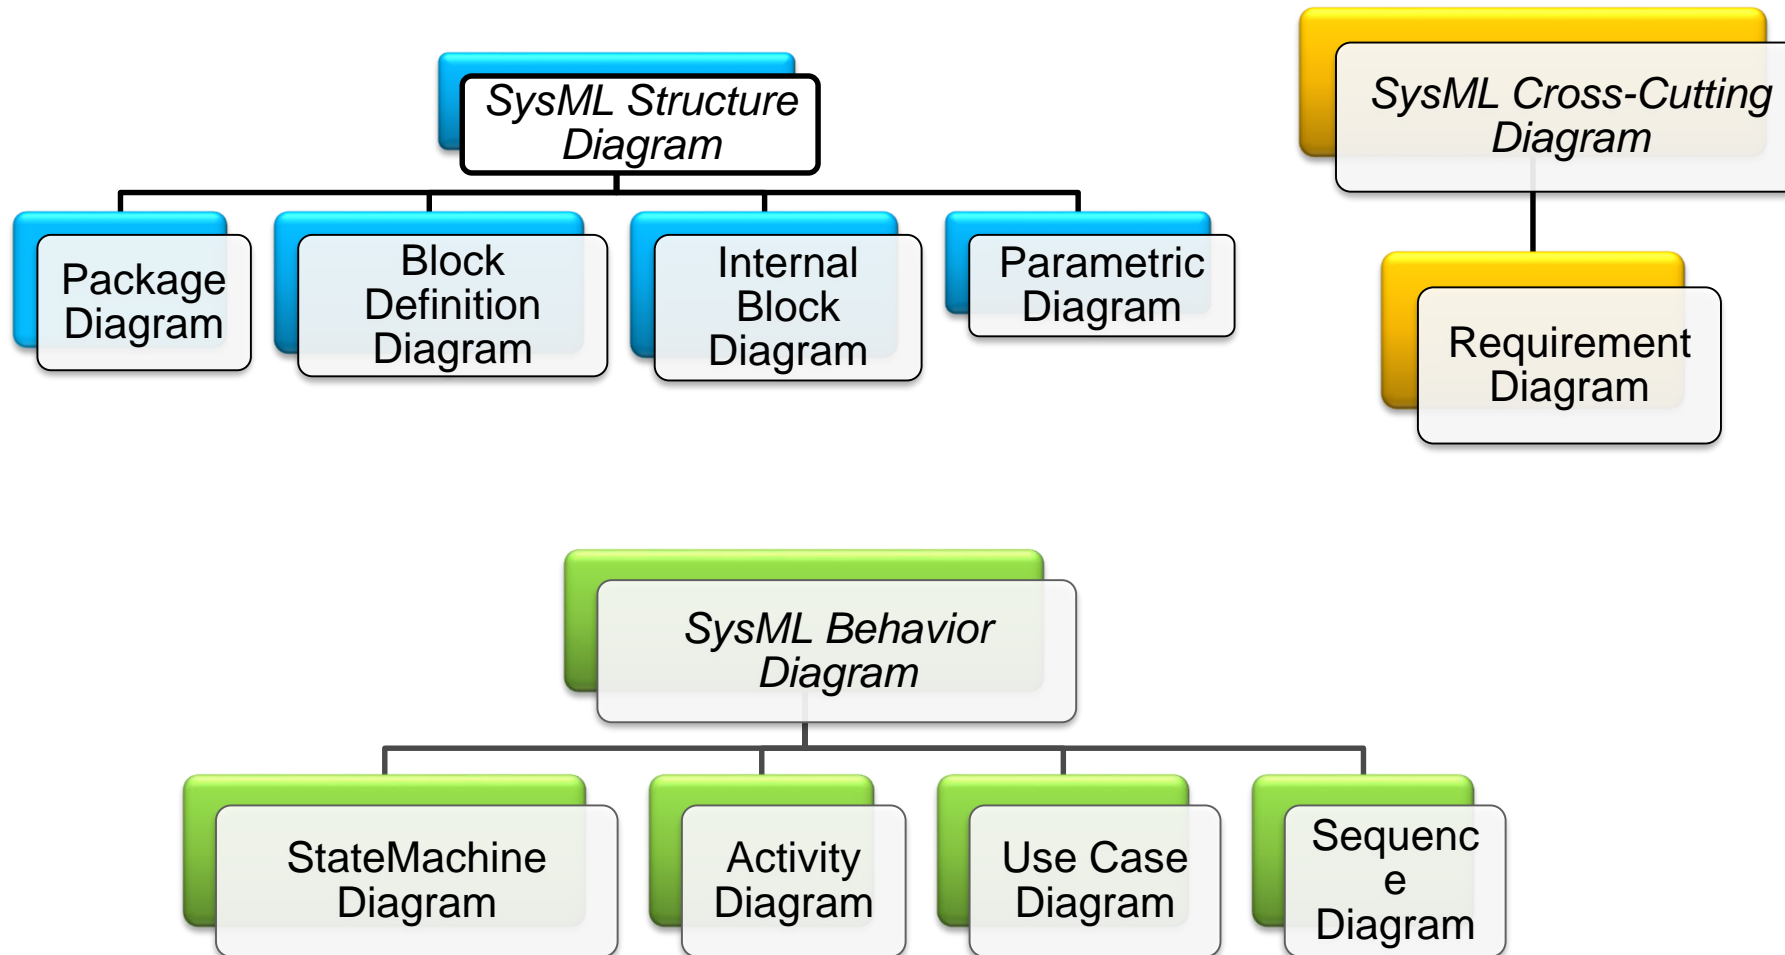 SysML Structure
Diagram
SysML Cross-Cutting
Diagram
Package
Diagram
Block
Definition
Diagram
Internal
Block
Diagram
Parametric
Diagram
Requirement
Diagram
SysML Behavior
Diagram
StateMachine
Diagram
Activity
Diagram
Use Case
Diagram
Sequenc
e
Diagram